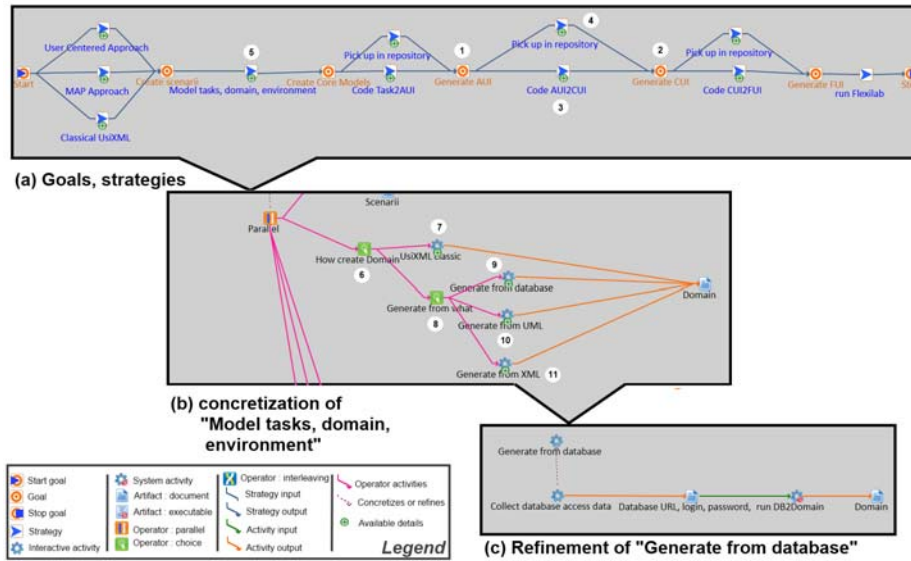 User Centered Approach
Pick up in repository
Pick up in repository
Pick up in repository
4
5
1
2
Start
Create scenarii
Model tasks, domain, environment
Create Core Models
Code Task2AUI
Generate AUI
Code AUI2CUI
Generate CUI
Code CUI2FUI
Generate FUI
run Flexilab
MAP Approach
3
Classical UsiXML
(a) Goals, strategies
Scenarii
Parallel
7
How create Domain
UsiXML classic
6
9
Generate from database
Domain
Generate from what
8
Generate from UML
10
Generate from XML
11
(b) concretization of
"Model tasks, domain,
environment"
Generate from database
Collect database access data
Database URL, login, password,
run DB2Domain
Domain
(c) Refinement of "Generate from database"
Start goal
Goal
Stop goal
Strategy
Interactive activity
System activity
Artifact : document
Artifact : executable
Operator : parallel
Operator : choice
Operator : interleaving
Strategy input
Strategy output
Activity input
Activity output
Operator activities
Concretizes or refines
Available details
Legend